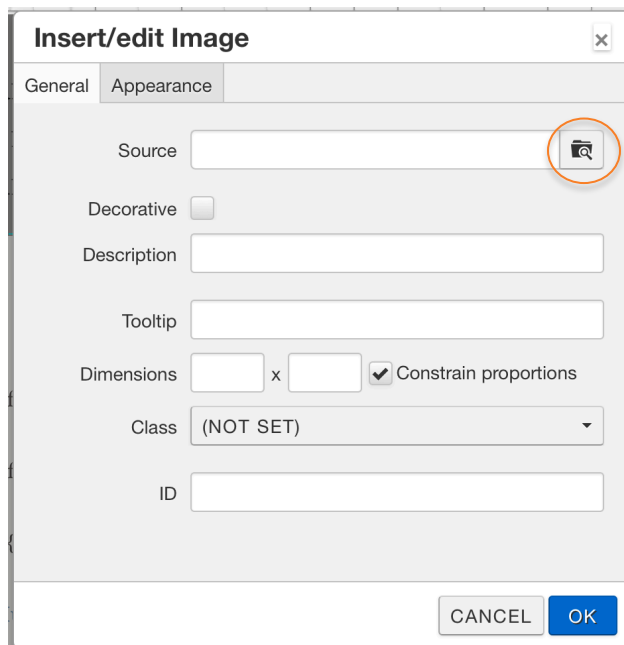 Insert/edit Image
General Appearance
Source
Decorative
Description
Tooltip
Dimensions x Constrain proportions
Class (NOT SET)
ID
CANCEL OK